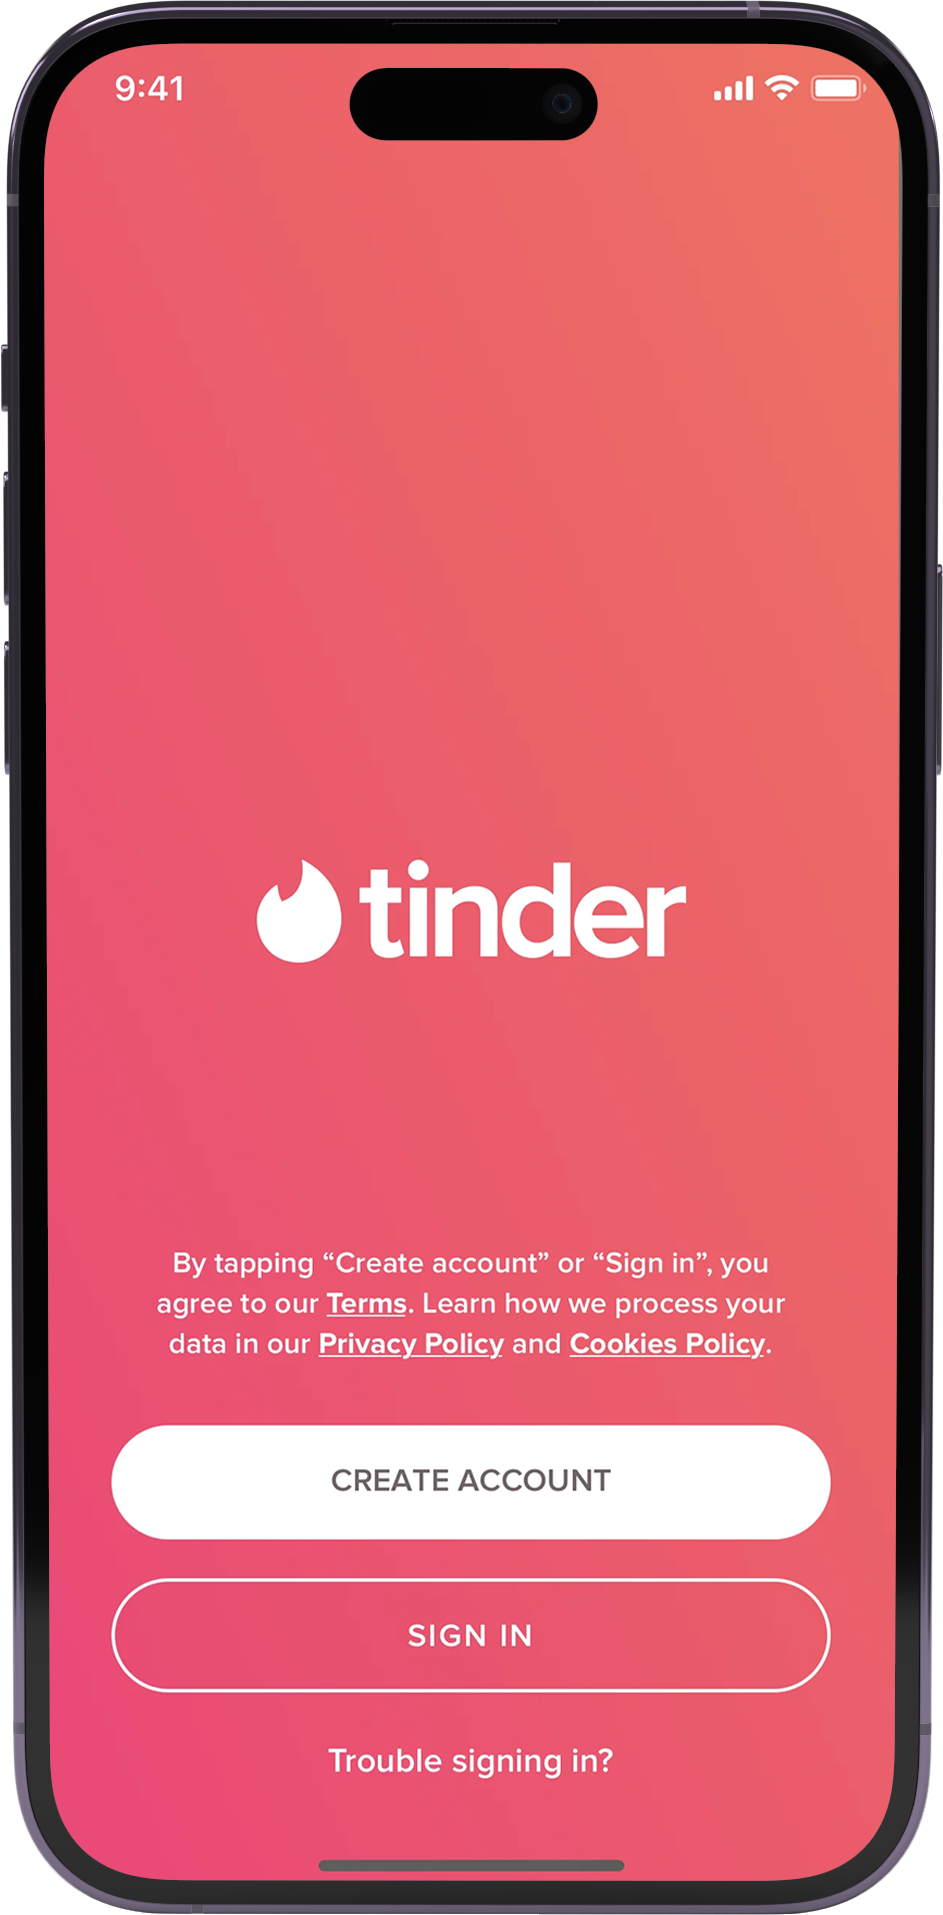 9:41
tinder
By tapping “Create account” or “Sign in”, you
agree to our Terms. Learn how we process your
data in our Privacy Policy and Cookies Policy.
CREATE ACCOUNT
SIGN IN
Trouble signing in?